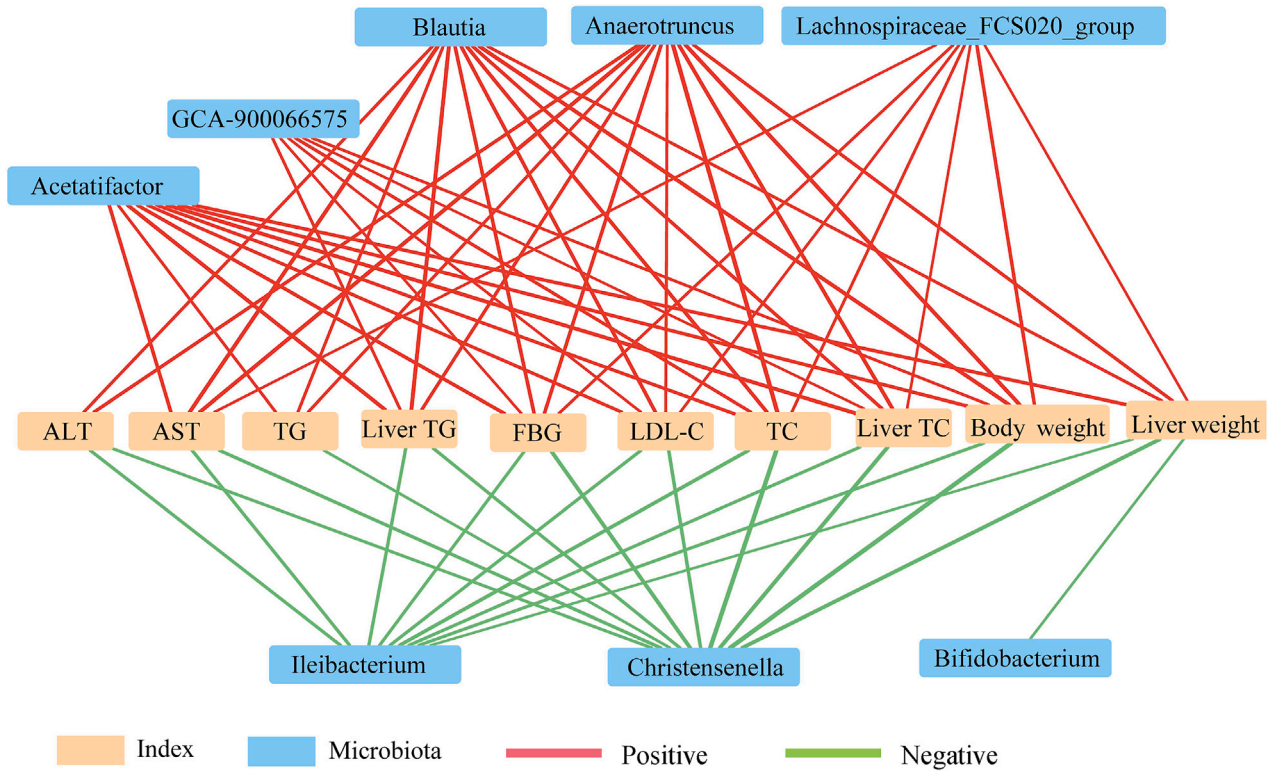 Blautia
Anaerotruncus
Lachnospiraceae_FCS020_group
GCA-900066575
Acetatifactor
ALT
AST
TG
Liver TG
FBG
LDL-C
TC
Liver TC
Body weight
Liver weight
Ileibacterium
Christensenella
Bifidobacterium
Index
Microbiota
Positive
Negative